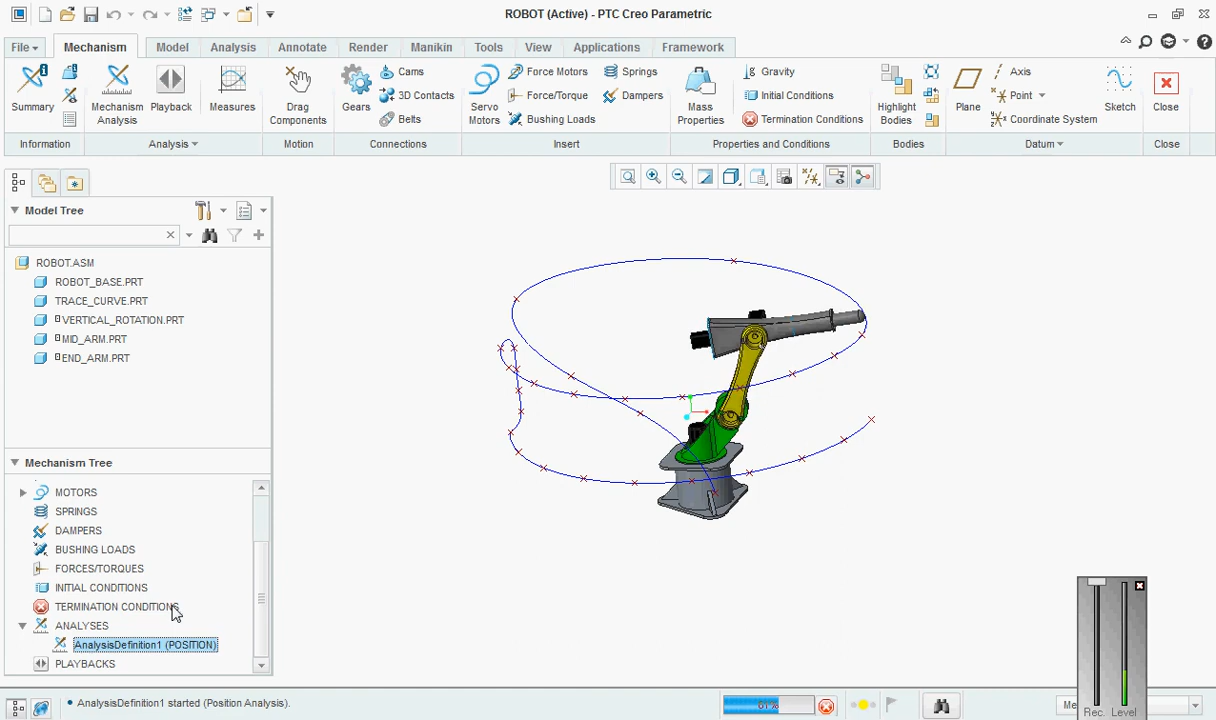 ROBOT (Active) - PTC Creo Parametric
File
Mechanism
Model
Analysis
Annotate
Render
Manikin
Tools
View
Applications
Framework
Summary
Information
Mechanism
Analysis
Playback
Measures
Analysis
Drag
Components
Motion
Gears
Cams
3D Contacts
Belts
Connections
Servo
Motors
Force Motors
Force/Torque
Bushing Loads
Springs
Dampers
Insert
Mass
Properties
Gravity
Initial Conditions
Termination Conditions
Properties and Conditions
Highlight
Bodies
Bodies
Plane
Axis
Point
Coordinate System
Sketch
Datum
Close
Close
Model Tree
ROBOT.ASM
ROBOT_BASE.PRT
TRACE_CURVE.PRT
VERTICAL_ROTATION.PRT
MID_ARM.PRT
END_ARM.PRT
Mechanism Tree
MOTORS
SPRINGS
DAMPERS
BUSHING LOADS
FORCES/TORQUES
INITIAL CONDITIONS
TERMINATION CONDITIONS
ANALYSES
AnalysisDefinition1 (POSITION)
PLAYBACKS
Rec. Level
AnalysisDefinition1 started (Position Analysis).
61%